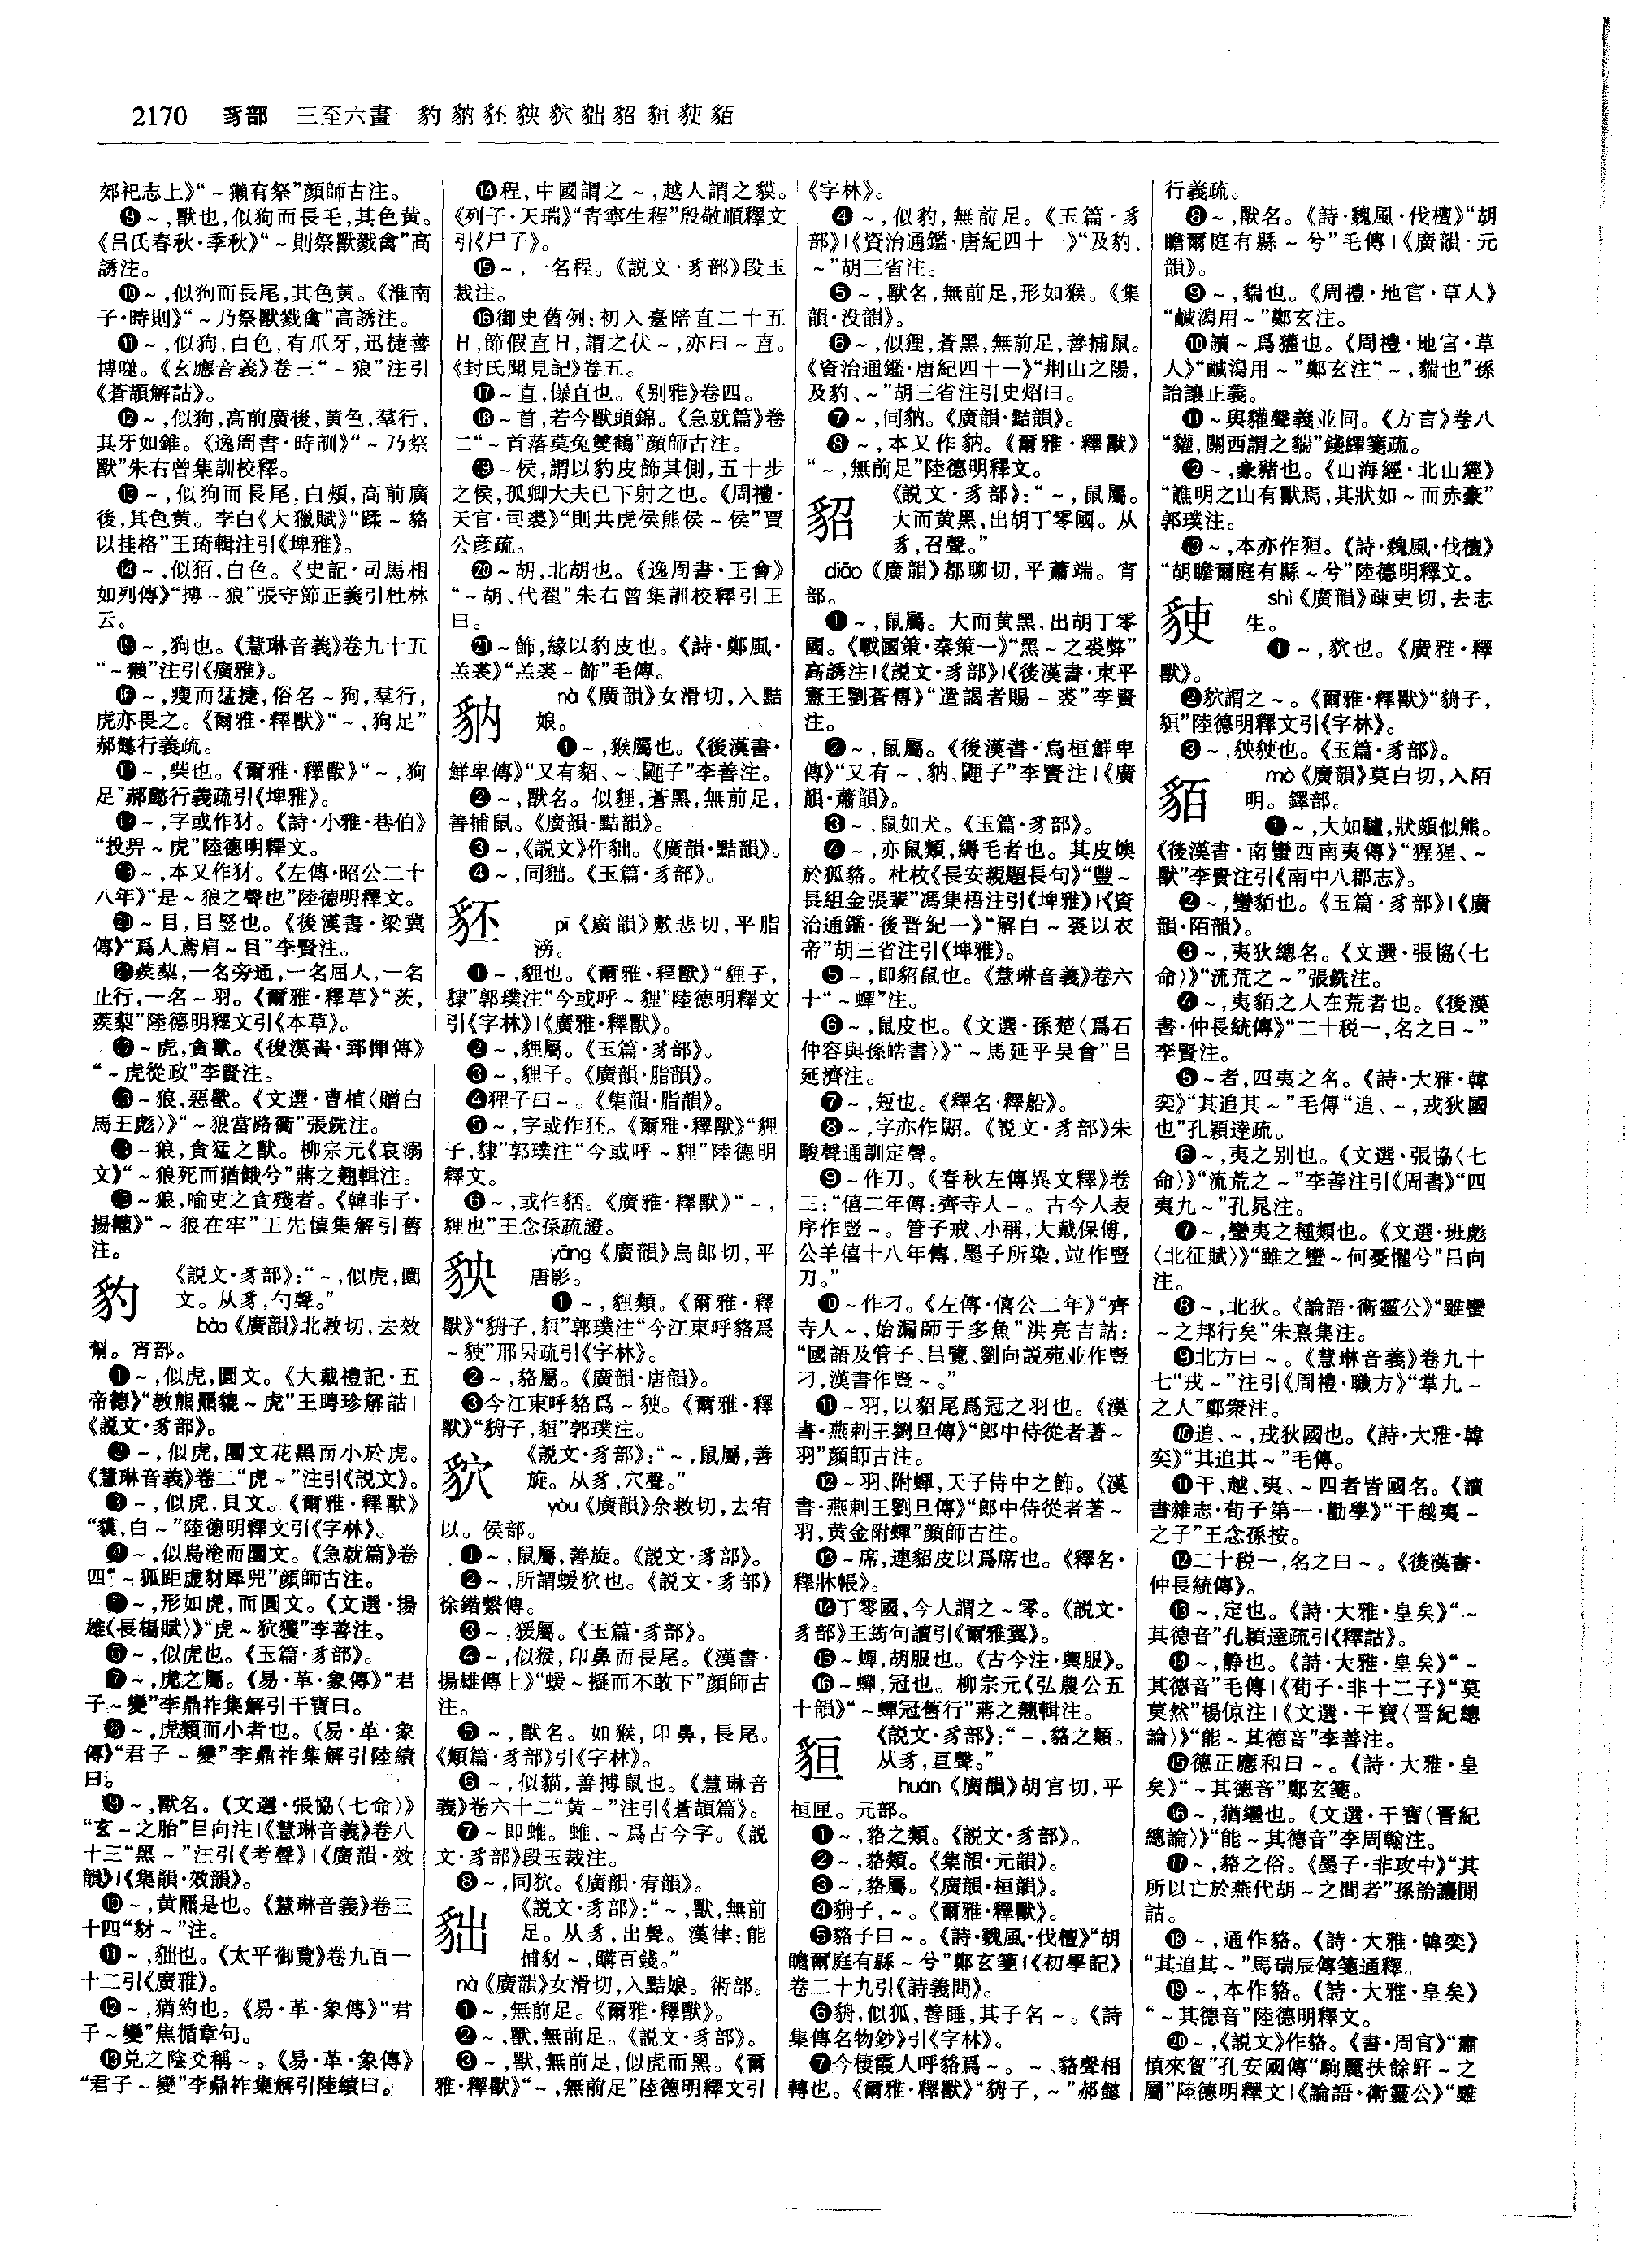 2170 豸部 三至六畫 豹豽豾䝟貁貀貂貆䝠貊
郊祀志上》“～獺有祭”顏師古注。
❾～,獸也,似狗而長毛,其色黄。
《吕氏春秋·季秋》“～則祭獸戮禽”高
誘注。
❿～,似狗而長尾,其色黄。《淮南
子·時則》“～乃祭獸戮禽”高誘注。
⓫～,似狗,白色,有爪牙,迅捷善
博噬。《玄應音義》卷三“～狼”注引
《蒼頡解詁》。
⓬～,似狗,高前廣後,黄色,羣行,
其牙如錐。《逸周書·時訓》“～乃祭
獸”朱右曾集訓校釋。
⓭～,似狗而長尾,白頰,高前廣
後,其色黄。李白《大獵賦》“蹂～貉
以挂格”王琦輯注引《埤雅》。
⓮～,似狛,白色。《史記·司馬相
如列傳》“搏～狼”張守節正義引杜林
云。
⓯～,狗也。《慧琳音義》卷九十五
“～獺”注引《廣雅》。
⓰～,瘦而猛捷,俗名～狗,羣行,
虎亦畏之。《爾雅·釋獸》“～,狗足”
郝懿行義疏。
⓱～,柴也。《爾雅·釋獸》“～,狗
足”郝懿行義疏引《埤雅》。
⓲～,字或作犲。《詩·小雅·巷伯》
“投畀～虎”陸德明釋文。
⓳～,本又作犲。《左傳·昭公二十
八年》“是～狼之聲也”陸德明釋文。
⓴～目,目竪也。《後漢書·梁冀
傳》“爲人鳶肩～目”李賢注。
㉑蒺蔾,一名旁通,一名屈人,一名
止行,一名～羽。《爾雅·釋草》“茨,
蒺蔾”陸德明釋文引《本草》。
㉒～虎,貪獸。《後漢書·郅惲傳》
“～虎從政”李賢注。
㉓～狼,惡獸。《文選·曹植〈贈白
馬王彪〉》“～狼當路衢”張銑注。
㉔～狼,貪猛之獸。柳宗元《哀溺
文》“～狼死而猶餓兮”蔣之翹輯注。
㉕～狼,喻吏之貪殘者。《韓非子·
揚權》“～狼在牢”王先慎集解引舊
注。
豹 《説文·豸部》:“～,似虎,圜
文。从豸,勺聲。”
bào《廣韻》北教切,去效
幫。宵部。
❶～,似虎,圜文。《大戴禮記·五
帝德》“教熊羆貔～虎”王聘珍解詁|
《説文·豸部》。
❷～,似虎,圜文花黑而小於虎。
《慧琳音義》卷二“虎～”注引《説文》。
❸～,似虎,貝文。《爾雅·釋獸》
“貘,白～”陸德明釋文引《字林》。
❹～,似烏塗而圜文。《急就篇》卷
四“～狐距虚豺犀兕”顏師古注。
❺～,形如虎,而圓文。《文選·揚
雄〈長楊賦〉》“虎～狖玃”李善注。
❻～,似虎也。《玉篇·豸部》。
❼～,虎之屬。《易·革·象傳》“君
子～變”李鼎祚集解引干寶曰。
❽～,虎類而小者也。《易·革·象
傳》“君子～變”李鼎祚集解引陸績
曰。
❾～,獸名。《文選·張協〈七命〉》
“玄～之胎”吕向注|《慧琳音義》卷八
十三“黑～”注引《考聲》|《廣韻·效
韻》|《集韻·效韻》。
❿～,黄羆是也。《慧琳音義》卷三
十四“豺～”注。
⓫～,貀也。《太平御覽》卷九百一
十二引《廣雅》。
⓬～,猶約也。《易·革·象傳》“君
子～變”焦循章句。
⓭兑之陰爻稱～。《易·革·象傳》
“君子～變”李鼎祚集解引陸績曰。
⓮程,中國謂之～,越人謂之貘。
《列子·天瑞》“青寧生程”殷敬順釋文
引《尸子》。
⓯～,一名程。《説文·豸部》段玉
裁注。
⓰御史舊例:初入臺陪直二十五
日,節假直日,謂之伏～,亦曰～直。
《封氏聞見記》卷五。
⓱～直,儤直也。《别雅》卷四。
⓲～首,若今獸頭錦。《急就篇》卷
二“～首落莫兔雙鶴”顏師古注。
⓳～侯,謂以豹皮飾其側,五十步
之侯,孤卿大夫已下射之也。《周禮·
天官·司裘》“則共虎侯熊侯～侯”賈
公彦疏。
⓴～胡,北胡也。《逸周書·王會》
“～胡、代翟”朱右曾集訓校釋引王
曰。
㉑～飾,緣以豹皮也。《詩·鄭風·
羔裘》“羔裘～飾”毛傳。
豽 nà《廣韻》女滑切,入黠
娘。
❶～,猴屬也。《後漢書·
鮮卑傳》“又有貂、～、鼲子”李善注。
❷～,獸名。似貍,蒼黑,無前足,
善捕鼠。《廣韻·黠韻》。
❸～,《説文》作貀。《廣韻·黠韻》。
❹～,同貀。《玉篇·豸部》。
豾 pī《廣韻》敷悲切,平脂
滂。
❶～,貍也。《爾雅·釋獸》“貍子,
貄”郭璞注“今或呼～貍”陸德明釋文
引《字林》|《廣雅·釋獸》。
❷～,貍屬。《玉篇·豸部》。
❸～,貍子。《廣韻·脂韻》。
❹狸子曰～。《集韻·脂韻》。
❺～,字或作狉。《爾雅·釋獸》“貍
子,貄”郭璞注“今或呼～貍”陸德明
釋文。
❻～,或作㹭。《廣雅·釋獸》“～,
貍也”王念孫疏證。
䝟 yāng《廣韻》烏郎切,平
唐影。
❶～,貆類。《爾雅·釋
獸》“貈子,貆”郭璞注“今江東呼貉爲
～䝠”邢昺疏引《字林》。
❷～,貉屬。《廣韻·唐韻》。
❸今江東呼貉爲～䝠。《爾雅·釋
獸》“貈子,貆”郭璞注。
貁 《説文·豸部》:“～,鼠屬,善
旋。从豸,穴聲。”
yòu《廣韻》余救切,去宥
以。侯部。
❶～,鼠屬,善旋。《説文·豸部》。
❷～,所謂蝯狖也。《説文·豸部》
徐鍇繫傳。
❸～,猨屬。《玉篇·豸部》。
❹～,似猴,卬鼻而長尾。《漢書·
揚雄傳上》“蝯～擬而不敢下”顏師古
注。
❺～,獸名。如猴,卬鼻,長尾。
《類篇·豸部》引《字林》。
❻～,似貓,善搏鼠也。《慧琳音
義》卷六十二“黄～”注引《蒼頡篇》。
❼～即蜼。蜼、～爲古今字。《説
文·豸部》段玉裁注。
❽～,同狖。《廣韻·宥韻》。
貀 《説文·豸部》:“～,獸,無前
足。从豸,出聲。漢律:能
捕豺～,購百錢。”
nà《廣韻》女滑切,入黠娘。術部。
❶～,無前足。《爾雅·釋獸》。
❷～,獸,無前足。《説文·豸部》。
❸～,獸,無前足,似虎而黑。《爾
雅·釋獸》“～,無前足”陸德明釋文引
《字林》。
❹～,似豹,無前足。《玉篇·豸
部》|《資治通鑑·唐紀四十一》“及豹、
～”胡三省注。
❺～,獸名,無前足,形如猴。《集
韻·没韻》。
❻～,似狸,蒼黑,無前足,善捕鼠。
《資治通鑑·唐紀四十一》“荆山之陽,
及豹、～”胡三省注引史炤曰。
❼～,同豽。《廣韻·黠韻》。
❽～,本又作豽。《爾雅·釋獸》
“～,無前足”陸德明釋文。
貂 《説文·豸部》:“～,鼠屬。
大而黄黑,出胡丁零國。从
豸,召聲。”
diāo《廣韻》都聊切,平蕭端。宵
部。
❶～,鼠屬。大而黄黑,出胡丁零
國。《戰國策·秦策一》“黑～之裘弊”
高誘注|《説文·豸部》|《後漢書·東平
憲王劉蒼傳》“遣謁者賜～裘”李賢
注。
❷～,鼠屬。《後漢書·烏桓鮮卑
傳》“又有～、豽、鼲子”李賢注|《廣
韻·蕭韻》。
❸～,鼠如犬。《玉篇·豸部》。
❹～,亦鼠類,縟毛者也。其皮煗
於狐貉。杜牧《長安親題長句》“豐～
長組金張輩”馮集梧注引《埤雅》|《資
治通鑑·後晋紀一》“解白～裘以衣
帝”胡三省注引《埤雅》。
❺～,即貂鼠也。《慧琳音義》卷六
十“～蟬”注。
❻～,鼠皮也。《文選·孫楚〈爲石
仲容與孫皓書〉》“～馬延乎吴會”吕
延濟注。
❼～,短也。《釋名·釋船》。
❽～,字亦作鼦。《説文·豸部》朱
駿聲通訓定聲。
❾～作刀。《春秋左傳異文釋》卷
三:“僖二年傳:齊寺人～。古今人表
序作豎～。管子戒、小稱,大戴保傅,
公羊僖十八年傳,墨子所染,竝作豎
刀。”
❿～作刁。《左傳·僖公二年》“齊
寺人～,始漏師于多魚”洪亮吉詁:
“國語及管子、吕覽、劉向説苑並作豎
刁,漢書作豎～。”
⓫～羽,以貂尾爲冠之羽也。《漢
書·燕刺王劉旦傳》“郎中侍從者著～
羽”顏師古注。
⓬～羽、附蟬,天子侍中之飾。《漢
書·燕刺王劉旦傳》“郎中侍從者著～
羽,黄金附蟬”顏師古注。
⓭～席,連貂皮以爲席也。《釋名·
釋牀帳》。
⓮丁零國,今人謂之～零。《説文·
豸部》王筠句讀引《爾雅翼》。
⓯～蟬,胡服也。《古今注·輿服》。
⓰～蟬,冠也。柳宗元《弘農公五
十韻》“～蟬冠舊行”蔣之翹輯注。
貆 《説文·豸部》:“～,貉之類。
从豸,亘聲。”
huán《廣韻》胡官切,平
桓匣。元部。
❶～,貉之類。《説文·豸部》。
❷～,貉類。《集韻·元韻》。
❸～,貉屬。《廣韻·桓韻》。
❹貈子,～。《爾雅·釋獸》。
❺貉子曰～。《詩·魏風·伐檀》“胡
瞻爾庭有縣～兮”鄭玄箋|《初學記》
卷二十九引《詩義問》。
❻貈,似狐,善睡,其子名～。《詩
集傳名物鈔》引《字林》。
❼今棲霞人呼貉爲～。～、貉聲相
轉也。《爾雅·釋獸》“貈子,～”郝懿
行義疏。
❽～,獸名。《詩·魏風·伐檀》“胡
瞻爾庭有縣～兮”毛傳|《廣韻·元
韻》。
❾～,貒也。《周禮·地官·草人》
“鹹潟用～”鄭玄注。
❿讀～爲貛也。《周禮·地官·草
人》“鹹潟用～”鄭玄注“～,貒也”孫
詒讓正義。
⓫～與貛聲義並同。《方言》卷八
“貛,關西謂之貒”錢繹箋疏。
⓬～,豪豬也。《山海經·北山經》
“譙明之山有獸焉,其狀如～而赤豪”
郭璞注。
⓭～,本亦作狟。《詩·魏風·伐檀》
“胡瞻爾庭有縣～兮”陸德明釋文。
䝠 shì《廣韻》疎吏切,去志
生。
❶～,狖也。《廣雅·釋
獸》。
❷狖謂之～。《爾雅·釋獸》“貈子,
貆”陸德明釋文引《字林》。
❸～,狹䝠也。《玉篇·豸部》。
貊 mò《廣韻》莫白切,入陌
明。鐸部。
❶～,大如驢,狀頗似熊。
《後漢書·南蠻西南夷傳》“猩猩、～
獸”李賢注引《南中八郡志》。
❷～,蠻貊也。《玉篇·豸部》|《廣
韻·陌韻》。
❸～,夷狄總名。《文選·張協〈七
命〉》“流荒之～”張銑注。
❹～,夷貊之人在荒者也。《後漢
書·仲長統傳》“二十税一,名之曰～”
李賢注。
❺～者,四夷之名。《詩·大雅·韓
奕》“其追其～”毛傳“追、～,戎狄國
也”孔穎達疏。
❻～,夷之别也。《文選·張協〈七
命〉》“流荒之～”李善注引《周書》“四
夷九～”孔晁注。
❼～,蠻夷之種類也。《文選·班彪
〈北征賦〉》“雖之蠻～何憂懼兮”吕向
注。
❽～,北狄。《論語·衛靈公》“雖蠻
～之邦行矣”朱熹集注。
❾北方曰～。《慧琳音義》卷九十
七“戎～”注引《周禮·職方》“掌九～
之人”鄭衆注。
❿追、～,戎狄國也。《詩·大雅·韓
奕》“其追其～”毛傳。
⓫干、越、夷、～四者皆國名。《讀
書雜志·荀子第一·勸學》“干越夷～
之子”王念孫按。
⓬二十税一,名之曰～。《後漢書·
仲長統傳》。
⓭～,定也。《詩·大雅·皇矣》“～
其德音”孔穎達疏引《釋詁》。
⓮～,静也。《詩·大雅·皇矣》“～
其德音”毛傳|《荀子·非十二子》“莫
莫然”楊倞注|《文選·干寶〈晋紀總
論〉》“能～其德音”李善注。
⓯德正應和曰～。《詩·大雅·皇
矣》“～其德音”鄭玄箋。
⓰～,猶繼也。《文選·干寶〈晋紀
總論〉》“能～其德音”李周翰注。
⓱～,貉之俗。《墨子·非攻中》“其
所以亡於燕代胡～之間者”孫詒讓閒
詁。
⓲～,通作貉。《詩·大雅·韓奕》
“其追其～”馬瑞辰傳箋通釋。
⓳～,本作貉。《詩·大雅·皇矣》
“～其德音”陸德明釋文。
⓴～,《説文》作貉。《書·周官》“肅
慎來賀”孔安國傳“駒麗扶餘馯～之
屬”陸德明釋文|《論語·衛靈公》“雖